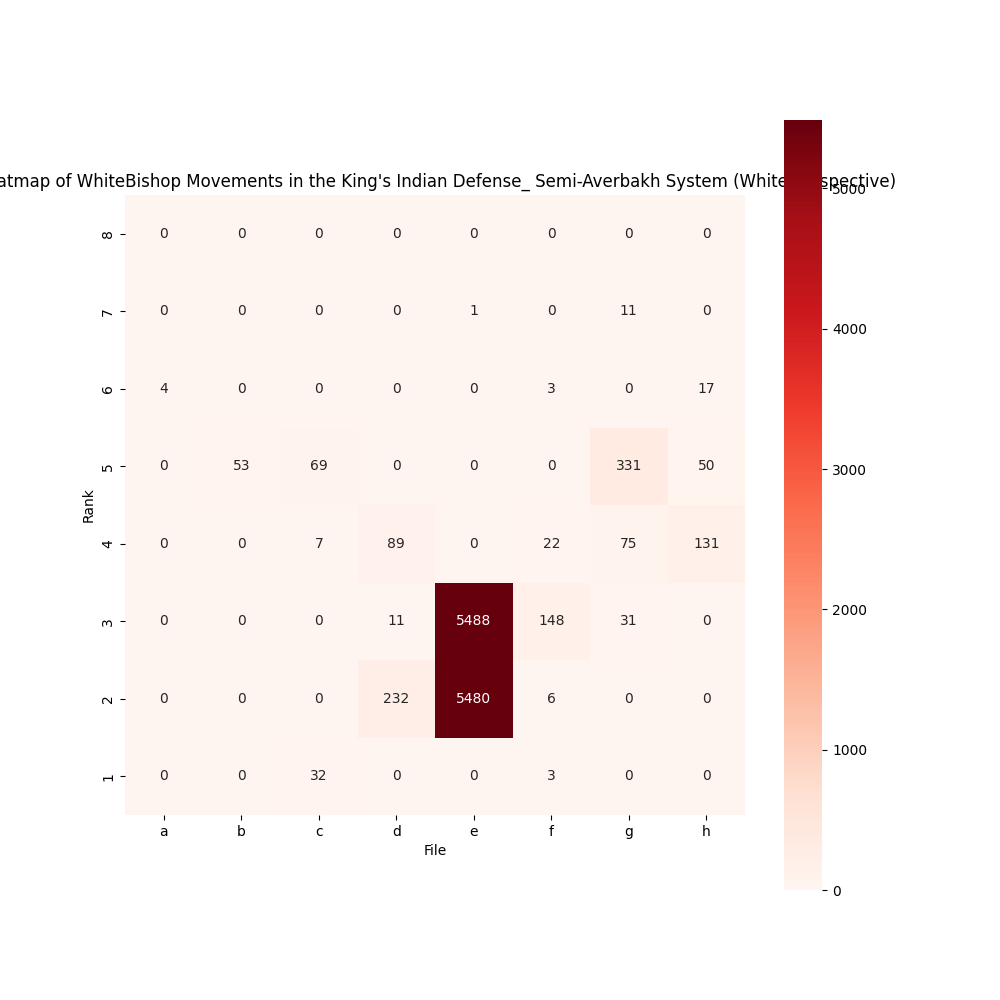 atmap of WhiteBishop Movements in the King's Indian Defense_ Semi-Averbakh System (White spective)
5000
8 0 0 0 0 0 0 0 0
7 0 0 0 0 1 0 11 0
4000
6 4 0 0 0 0 3 0 17
5 0 53 69 0 0 0 331 50
3000
Rank
4 0 0 7 89 0 22 75 131
3 0 0 0 11 5488 148 31 0
2000
2 0 0 0 232 5480 6 0 0
1000
1 0 0 32 0 0 3 0 0
a b c d e f g h
File
0